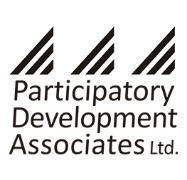 Participatory
Development
Associates Ltd.